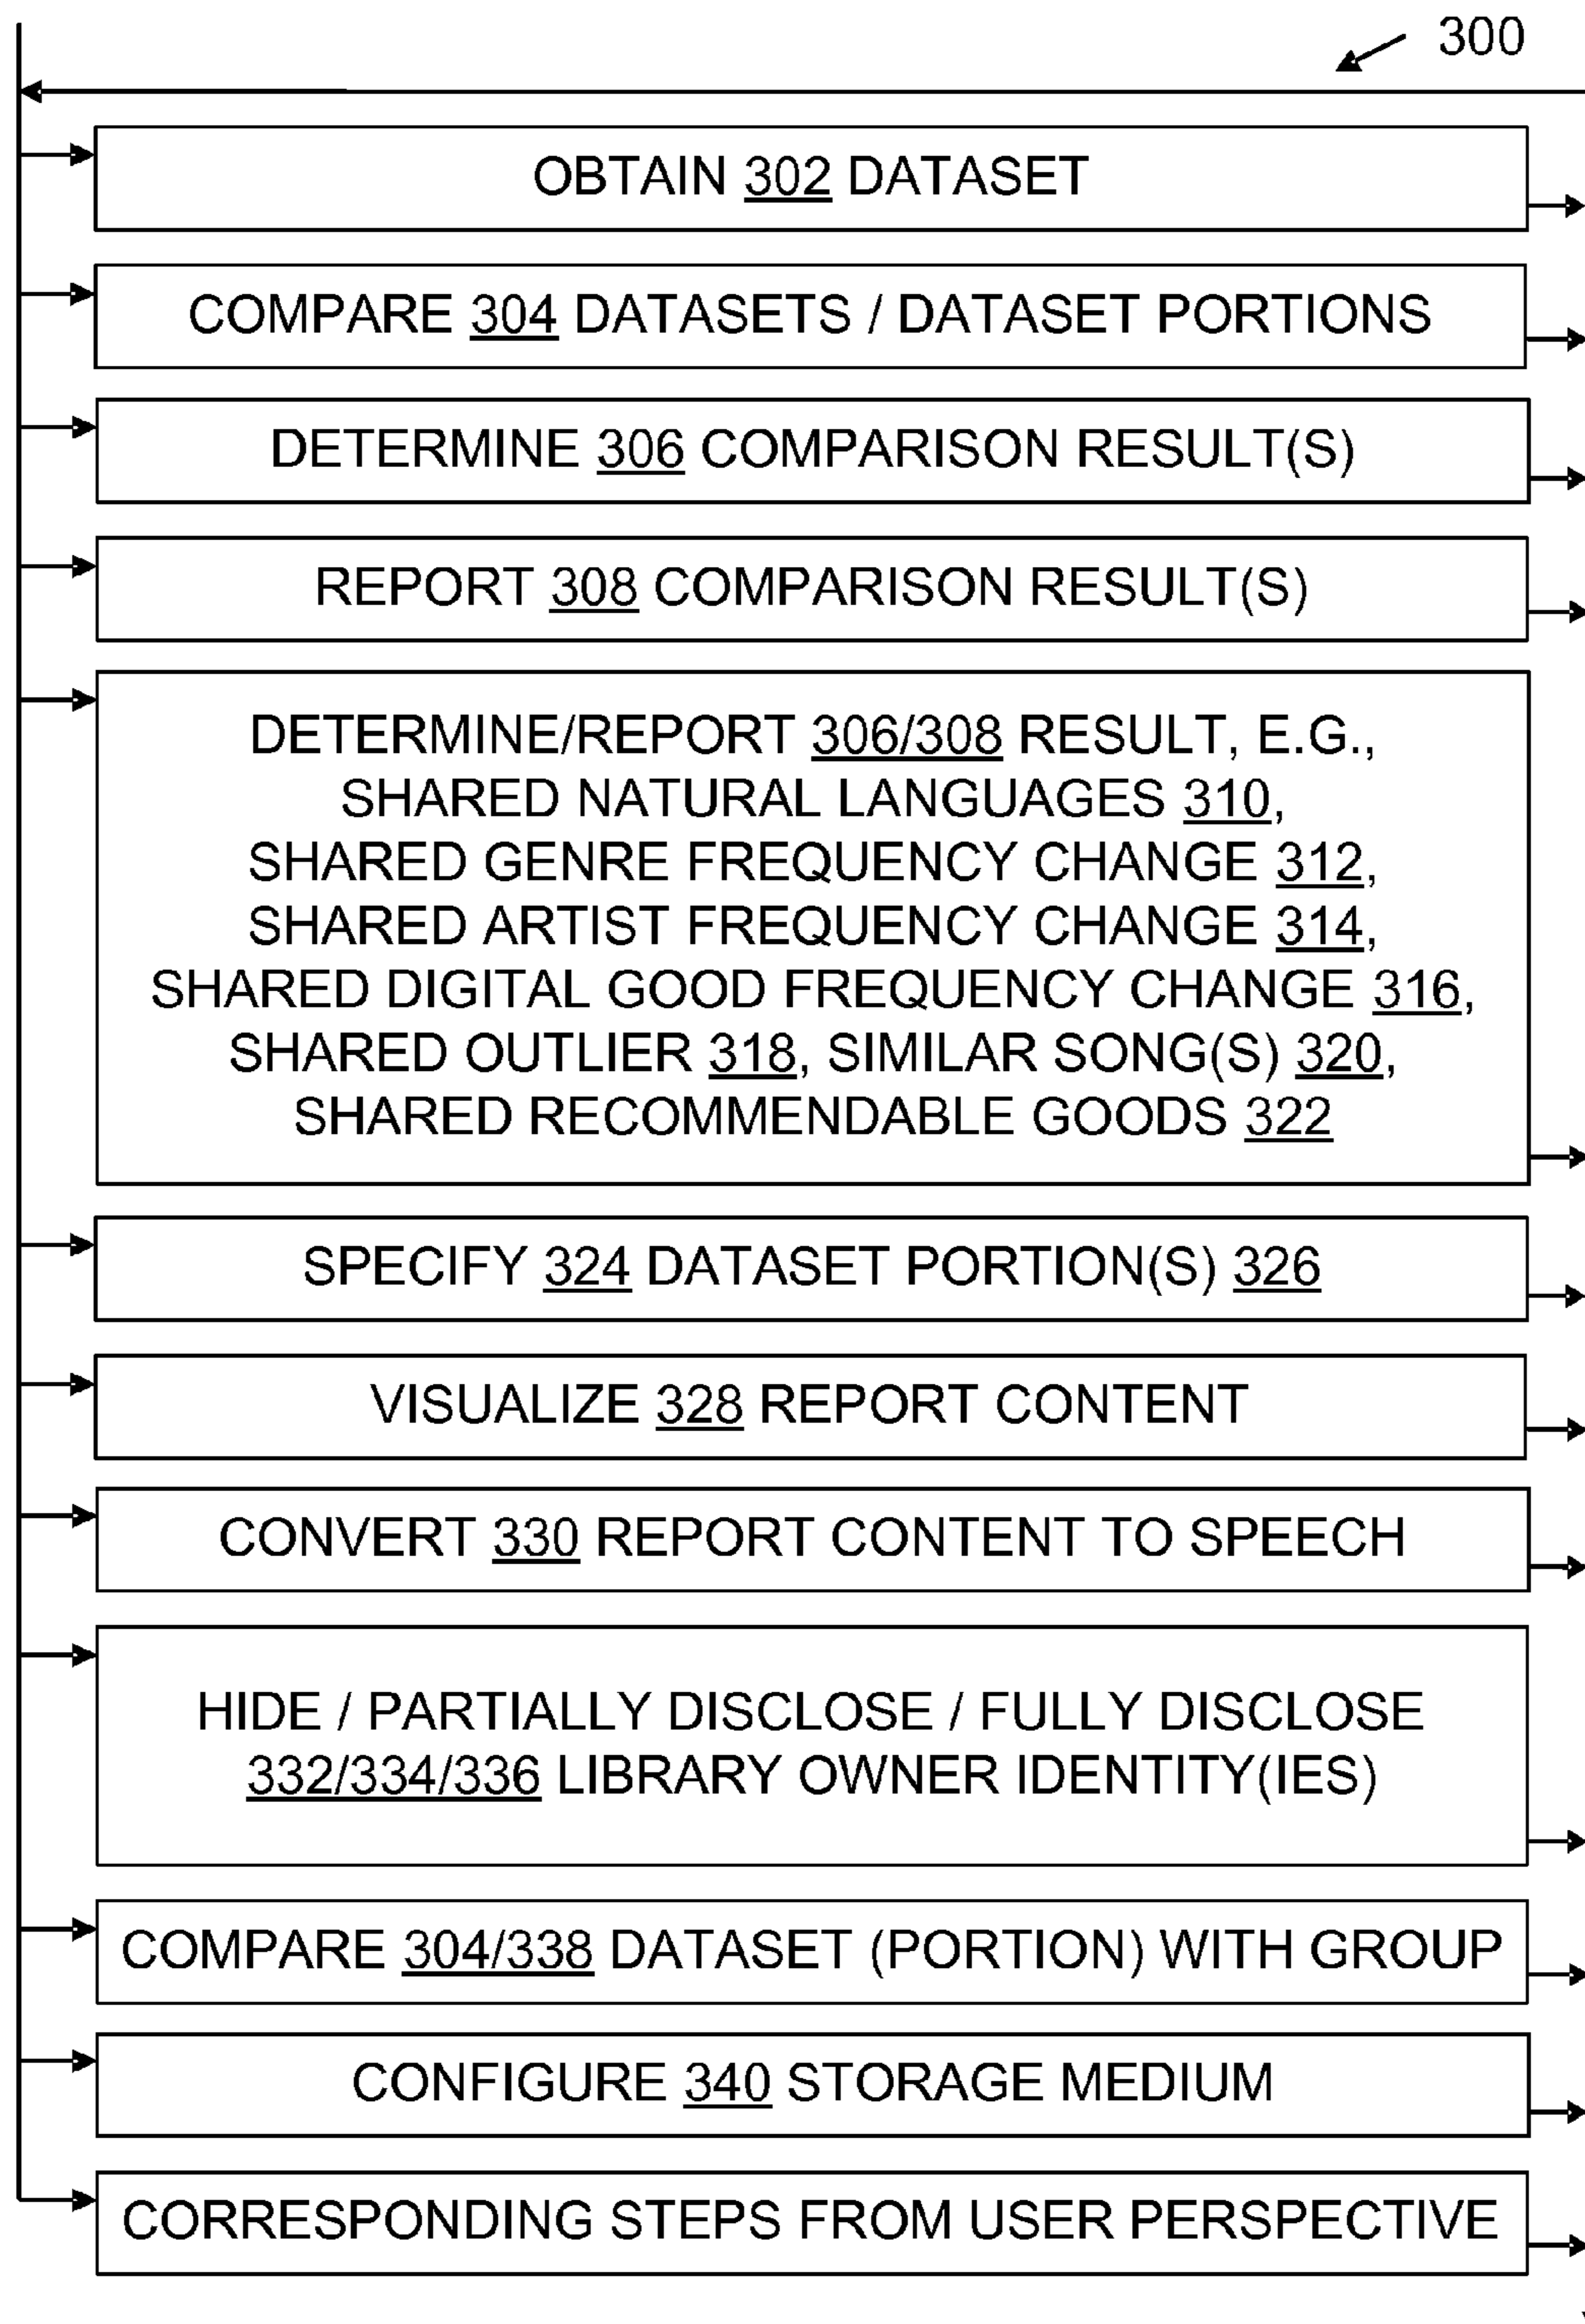 300
OBTAIN 302 DATASET
COMPARE 304 DATASETS / DATASET PORTIONS
DETERMINE 306 COMPARISON RESULT(S)
REPORT 308 COMPARISON RESULT(S)
DETERMINE/REPORT 306/308 RESULT, E.G.,
SHARED NATURAL LANGUAGES 310,
SHARED GENRE FREQUENCY CHANGE 312,
SHARED ARTIST FREQUENCY CHANGE 314,
SHARED DIGITAL GOOD FREQUENCY CHANGE 316,
SHARED OUTLIER 318, SIMILAR SONG(S) 320,
SHARED RECOMMENDABLE GOODS 322
SPECIFY 324 DATASET PORTION(S) 326
VISUALIZE 328 REPORT CONTENT
CONVERT 330 REPORT CONTENT TO SPEECH
HIDE / PARTIALLY DISCLOSE / FULLY DISCLOSE
332/334/336 LIBRARY OWNER IDENTITY(IES)
COMPARE 304/338 DATASET (PORTION) WITH GROUP
CONFIGURE 340 STORAGE MEDIUM
CORRESPONDING STEPS FROM USER PERSPECTIVE